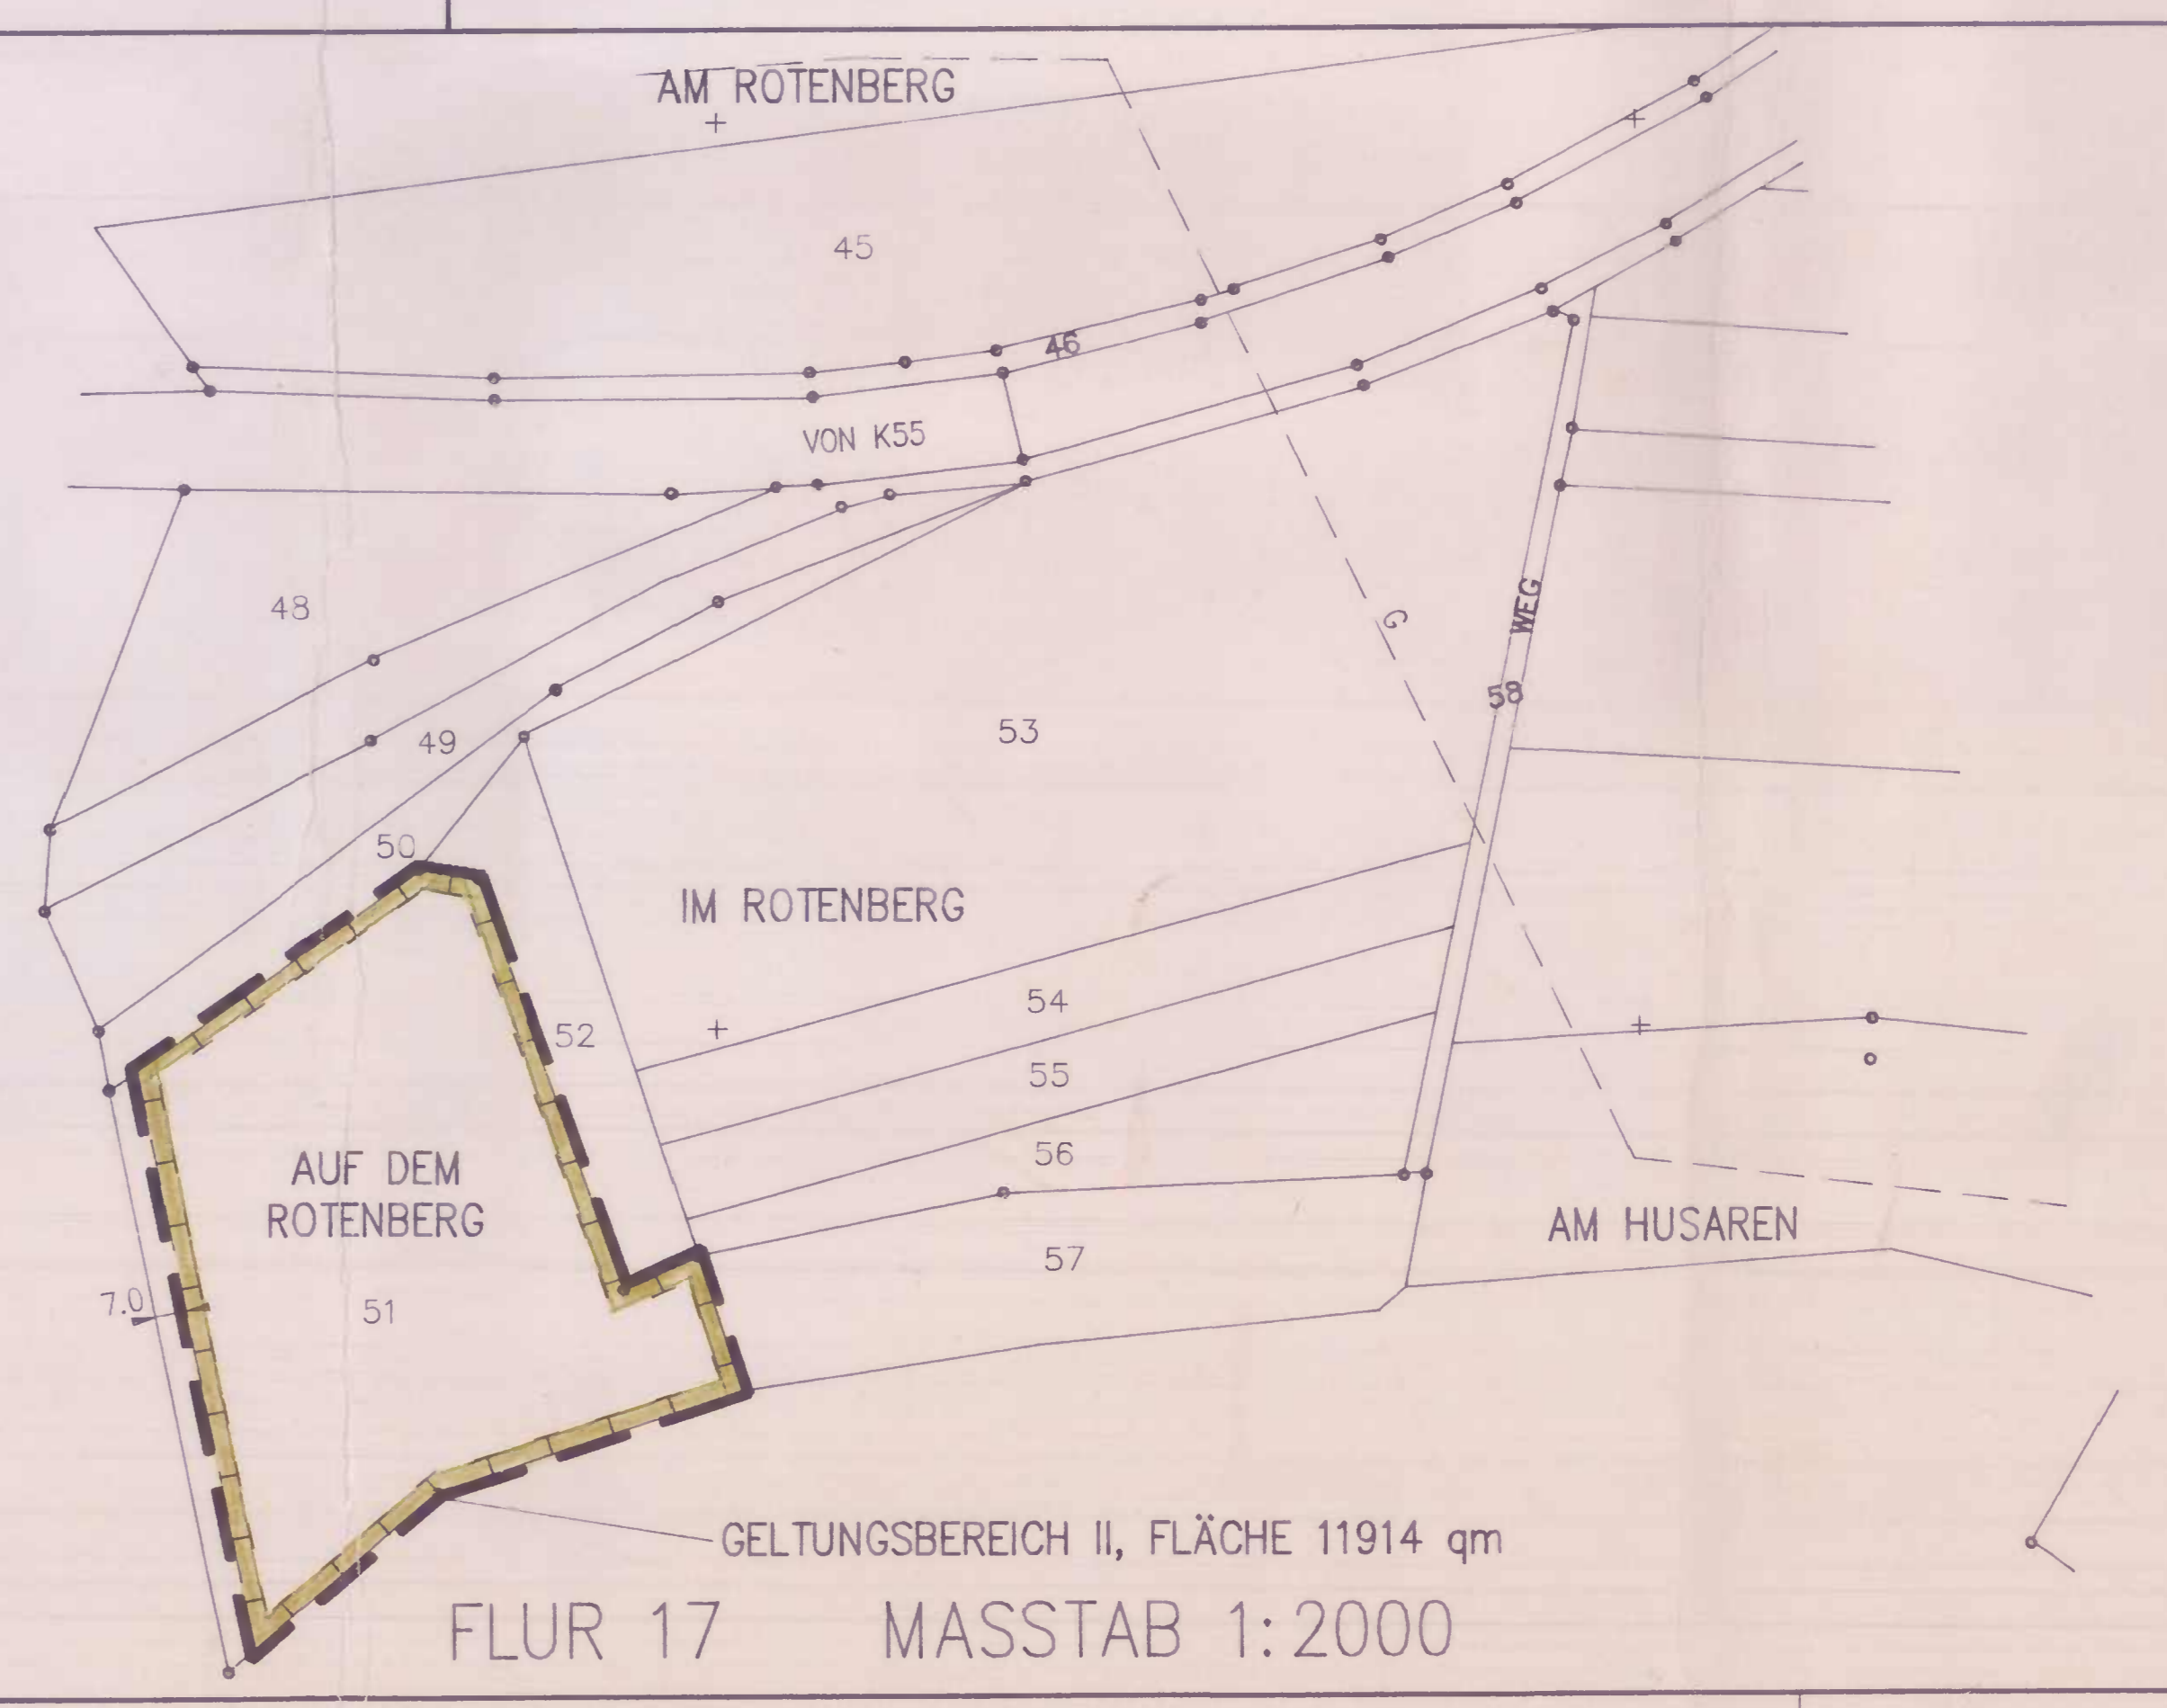 AM ROTENBERG
45
46
VON K55
48
G
WEG
58
49
53
50
IM ROTENBERG
54
52
55
56
AUF DEM
ROTENBERG
AM HUSAREN
57
7.0
51
GELTUNGSBEREICH II, FLÄCHE 11914 qm
FLUR 17 MASSTAB 1:2000